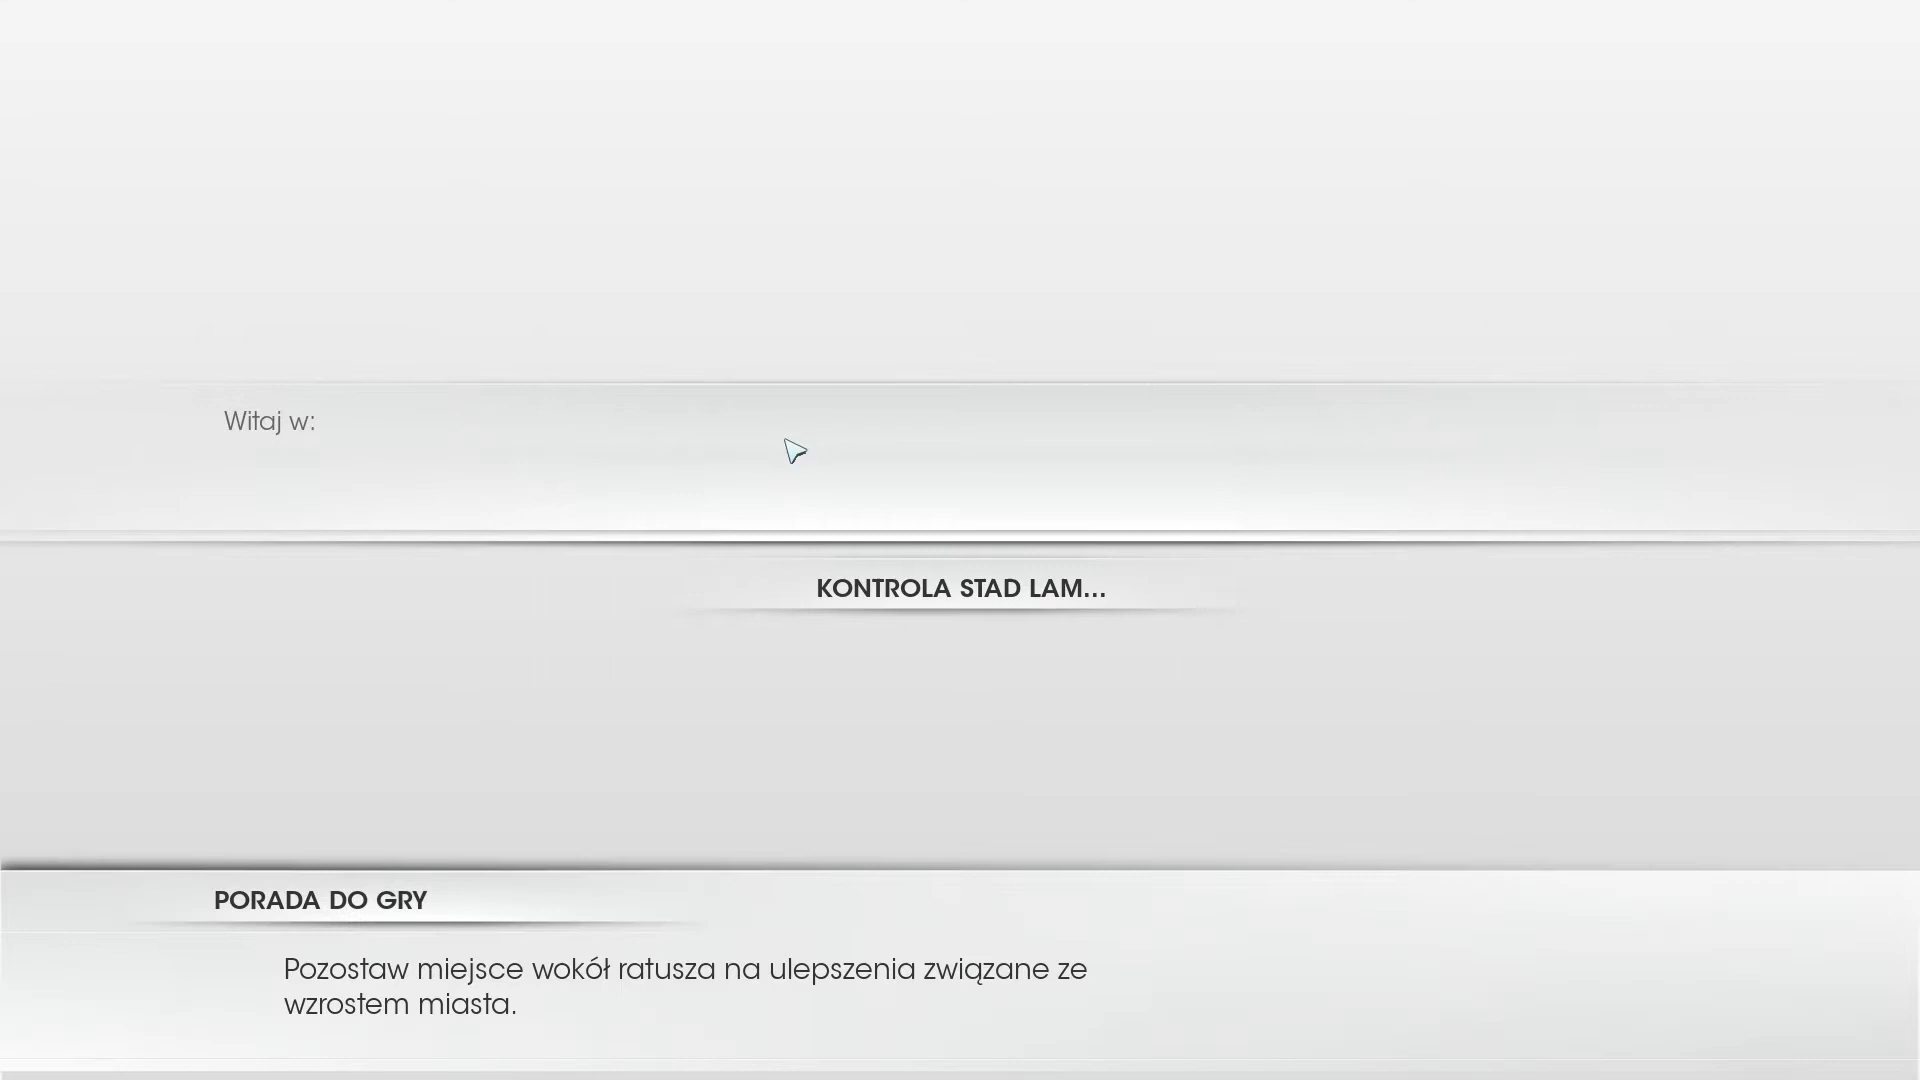 Witaj w:
KONTROLA STAD LAM...
PORADA DO GRY
Pozostaw miejsce wokół ratusza na ulepszenia związane ze
wzrostem miasta.